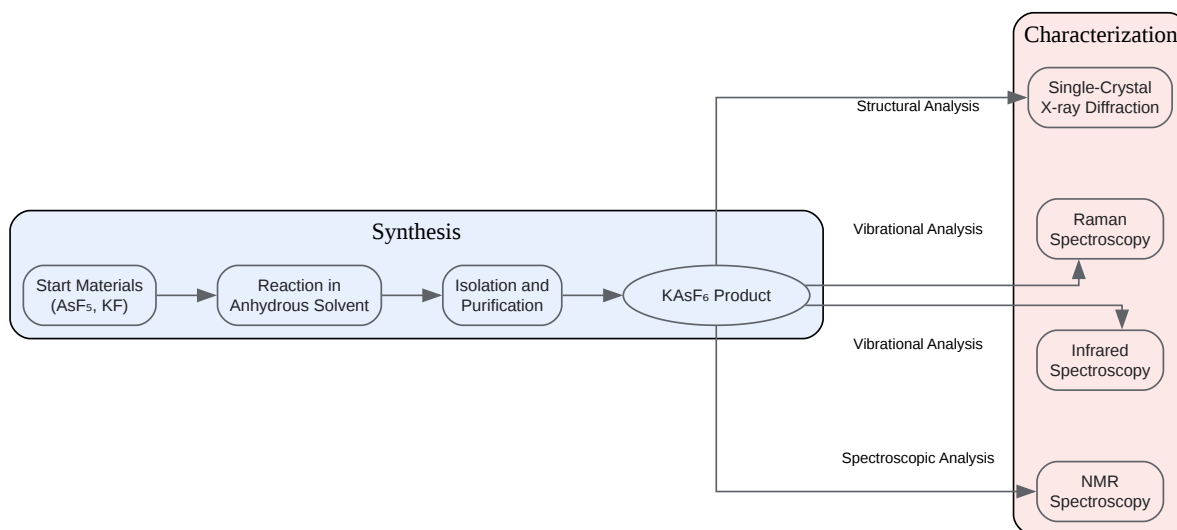 Characterization
Single-Crystal
X-ray Diffraction
Structural Analysis
Synthesis
Raman
Spectroscopy
Vibrational Analysis
Start Materials
(AsF₅, KF)
Reaction in
Anhydrous Solvent
Isolation and
Purification
KAsF₆ Product
Vibrational Analysis
Infrared
Spectroscopy
Spectroscopic Analysis
NMR
Spectroscopy